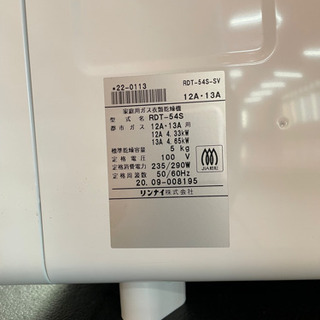 *22-0113
RDT-54S-SV
12A・13A
家庭用ガス衣類乾燥機
型式名 RDT-54S
都市ガス 12A・13A 用
12A 4.33kW
13A 4.65kW
標準乾燥容量 5 kg
定格電圧 100 V
定格消費電力 235/290W
定格周波数 50/60Hz
20.09-008195
リンナイ株式会社